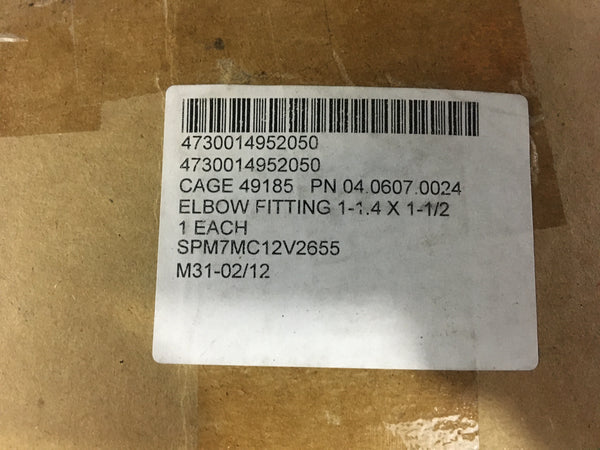 4730014952050
4730014952050
CAGE 49185 PN 04.0607.0024
ELBOW FITTING 1-1.4 X 1-1/2
1 EACH
SPM7MC12V2655
M31-02/12